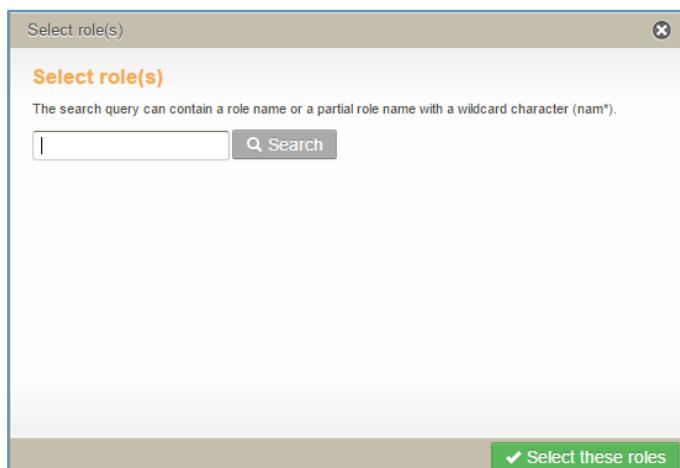 Select role(s)
Select role(s)
The search query can contain a role name or a partial role name with a wildcard character (nam*).
Search
Select these roles